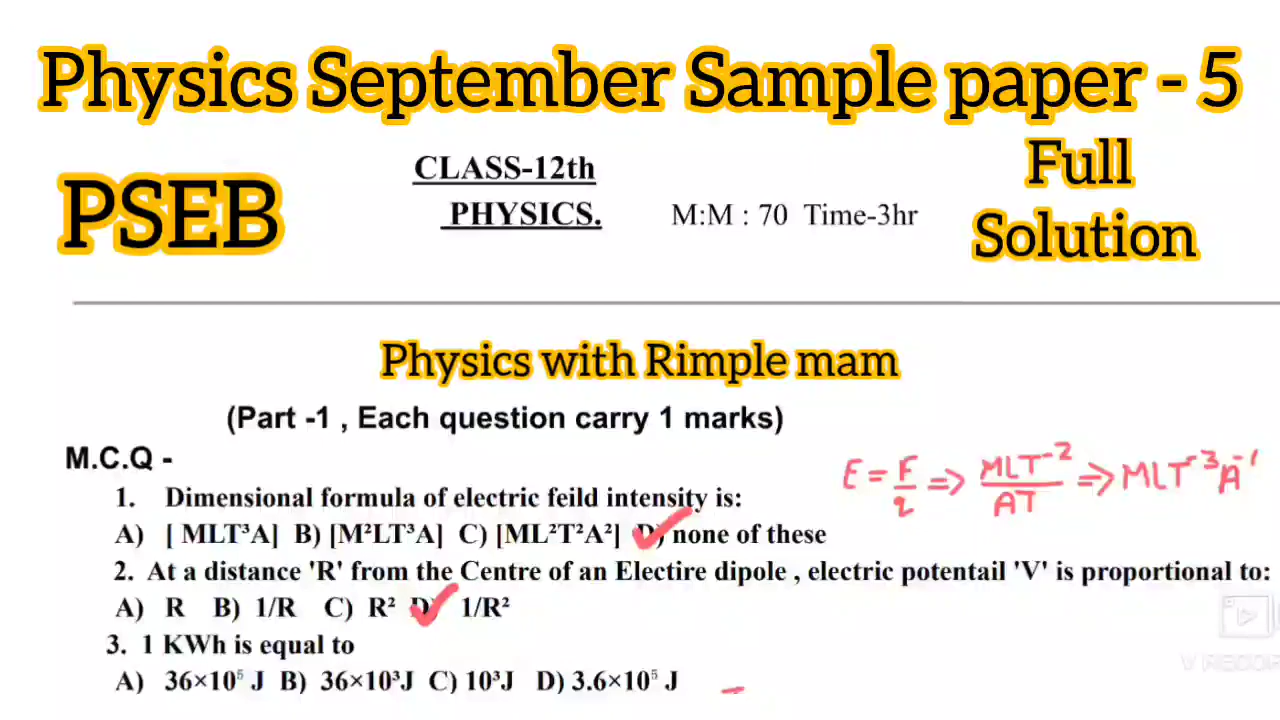 Physics September Sample paper - 5
PSEB
CLASS-12th
PHYSICS.
M:M : 70 Time-3hr
Full
Solution
Physics with Rimple mam
(Part -1 , Each question carry 1 marks)
M.C.Q -
E = F/q => MLT⁻²/AT => MLT⁻³A⁻¹
1. Dimensional formula of electric feild intensity is:
A) [ MLT³A] B) [M²LT³A] C) [ML²T²A²] D) none of these
2. At a distance 'R' from the Centre of an Electire dipole , electric potentail 'V' is proportional to:
A) R B) 1/R C) R² D) 1/R²
3. 1 KWh is equal to
A) 36×10⁵ J B) 36×10³J C) 10³J D) 3.6×10⁵ J
V RECOR